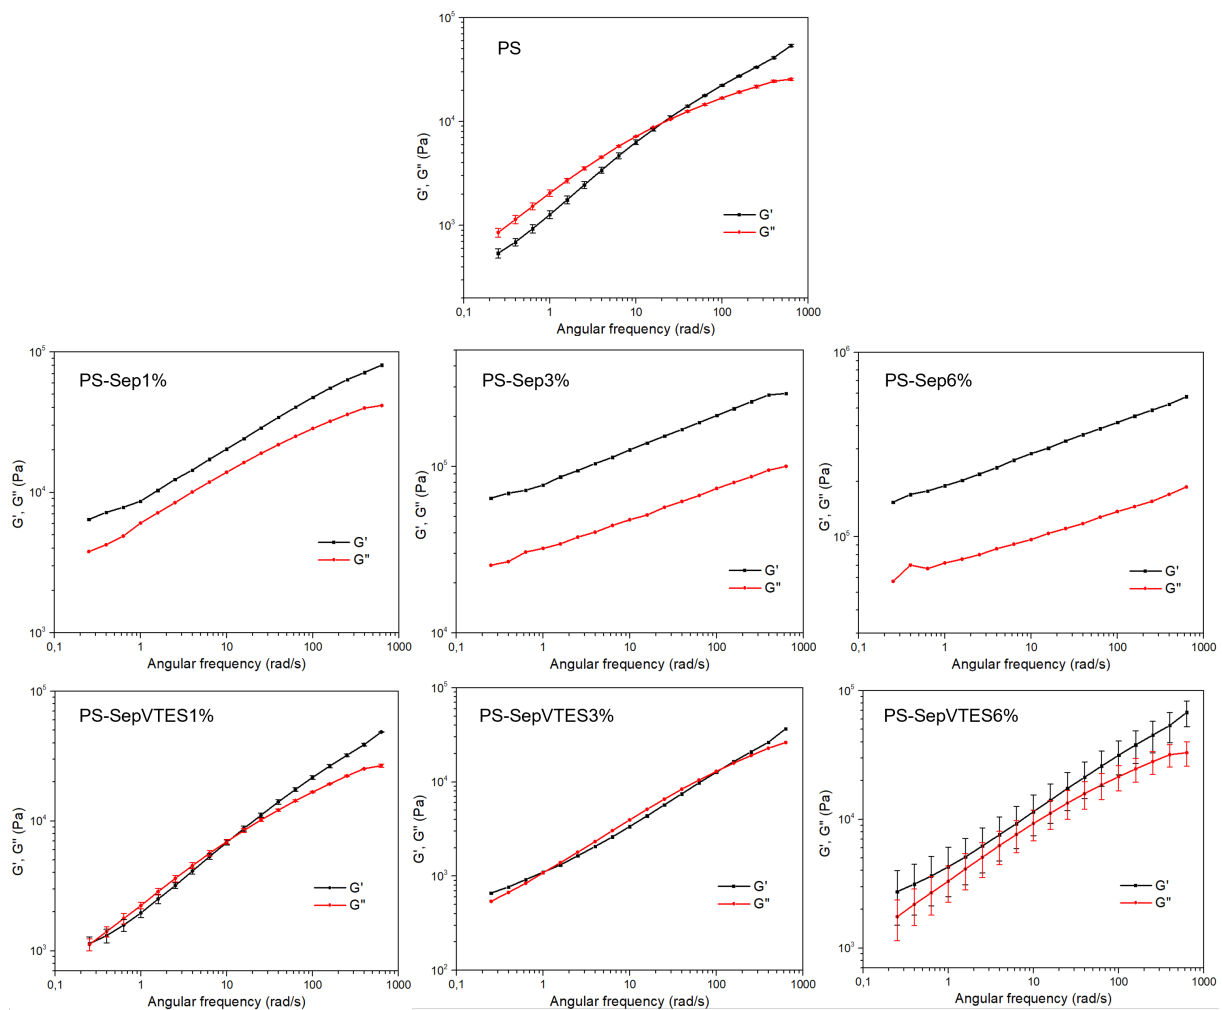 PS
10^5
10^4
10^3
G', G'' (Pa)
G'
G''
0,1 1 10 100 1000
Angular frequency (rad/s)
PS-Sep1%
10^5
10^4
10^3
G', G'' (Pa)
G'
G''
0,1 1 10 100 1000
Angular frequency (rad/s)
PS-Sep3%
10^5
10^4
G', G'' (Pa)
G'
G''
0,1 1 10 100 1000
Angular frequency (rad/s)
PS-Sep6%
10^6
10^5
G', G'' (Pa)
G'
G''
0,1 1 10 100 1000
Angular frequency (rad/s)
PS-SepVTES1%
10^5
10^4
10^3
G', G'' (Pa)
G'
G''
0,1 1 10 100 1000
Angular frequency (rad/s)
PS-SepVTES3%
10^5
10^4
10^3
10^2
G', G'' (Pa)
G'
G''
0,1 1 10 100 1000
Angular frequency (rad/s)
PS-SepVTES6%
10^5
10^4
10^3
G', G'' (Pa)
G'
G''
0,1 1 10 100 1000
Angular frequency (rad/s)